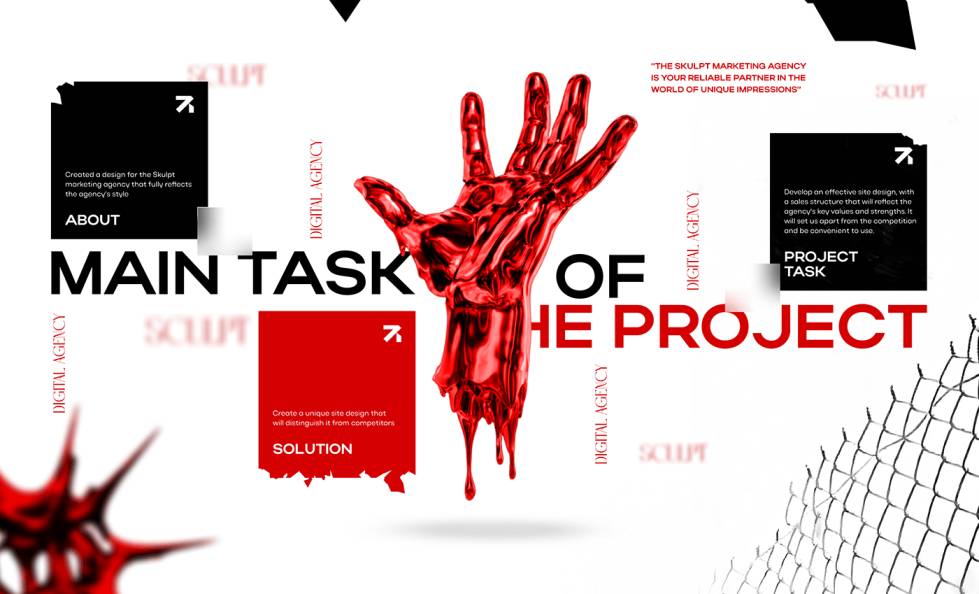 SCULPT
"THE SKULPT MARKETING AGENCY
IS YOUR RELIABLE PARTNER IN THE
WORLD OF UNIQUE IMPRESSIONS"
SCULPT
Created a design for the Skulpt
marketing agency that fully reflects
the agency's style
ABOUT
DIGITAL AGENCY
DIGITAL AGENCY
Develop an effective site design, with
a sales structure that will reflect the
agency's key values and strengths. It
will set us apart from the competition
and be convenient to use.
PROJECT
TASK
MAIN TASK OF
HE PROJECT
DIGITAL AGENCY
SCULPT
Create a unique site design that
will distinguish it from competitors
SOLUTION
DIGITAL AGENCY
SCULPT